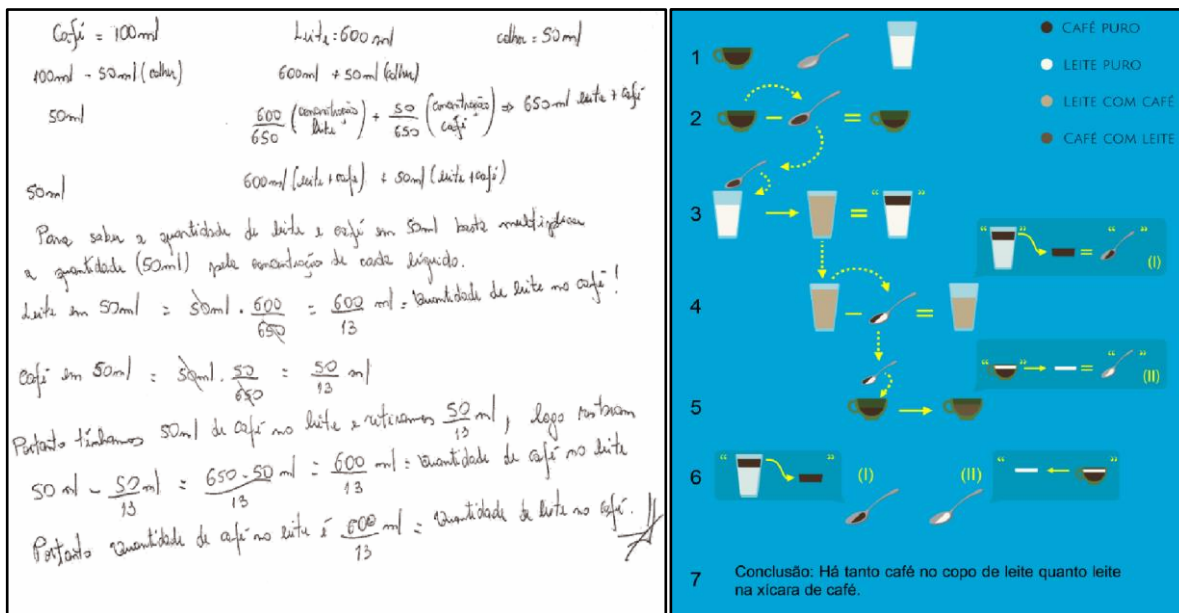 Café = 100ml Leite = 600 ml colher = 50ml
100ml - 50ml (colher) 600ml + 50ml (colher)
50ml 600/650 (concentração leite) + 50/650 (concentração café) ⇒ 650ml leite + café
50ml 600ml (leite + café) + 50ml (leite + café)
Para saber a quantidade de leite e café em 50ml basta multiplicar
a quantidade (50ml) pela concentração de cada líquido.
Leite em 50ml = 50ml . 600/650 = 600/13 ml = Quantidade de leite no café!
Café em 50ml = 50ml . 50/650 = 50/13 ml
Portanto tínhamos 50ml de café no leite e retiramos 50/13 ml, logo
50 ml - 50/13 ml = 650-50/13 ml = 600/13 ml = Quantidade de café no leite
Portanto Quantidade de café no leite é 600/13 ml = Quantidade de leite no café.
CAFÉ PURO
LEITE PURO
LEITE COM CAFÉ
CAFÉ COM LEITE
1
2
3
(I)
4
(II)
5
6 (I) (II)
7 Conclusão: Há tanto café no copo de leite quanto leite
na xícara de café.